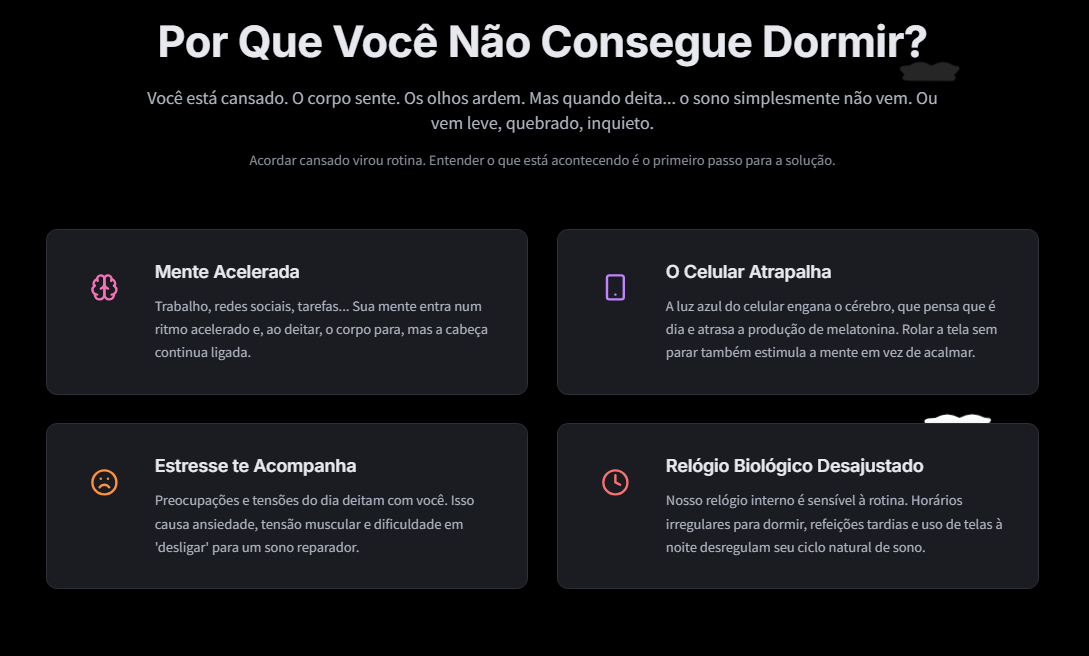 Por Que Você Não Consegue Dormir?
Você está cansado. O corpo sente. Os olhos ardem. Mas quando deita... o sono simplesmente não vem. Ou
vem leve, quebrado, inquieto.
Acordar cansado virou rotina. Entender o que está acontecendo é o primeiro passo para a solução.
Mente Acelerada
Trabalho, redes sociais, tarefas... Sua mente entra num
ritmo acelerado e, ao deitar, o corpo para, mas a cabeça
continua ligada.
O Celular Atrapalha
A luz azul do celular engana o cérebro, que pensa que é
dia e atrasa a produção de melatonina. Rolar a tela sem
parar também estimula a mente em vez de acalmar.
Estresse te Acompanha
Preocupações e tensões do dia deitam com você. Isso
causa ansiedade, tensão muscular e dificuldade em
'desligar' para um sono reparador.
Relógio Biológico Desajustado
Nosso relógio interno é sensível à rotina. Horários
irregulares para dormir, refeições tardias e uso de telas à
noite desregulam seu ciclo natural de sono.